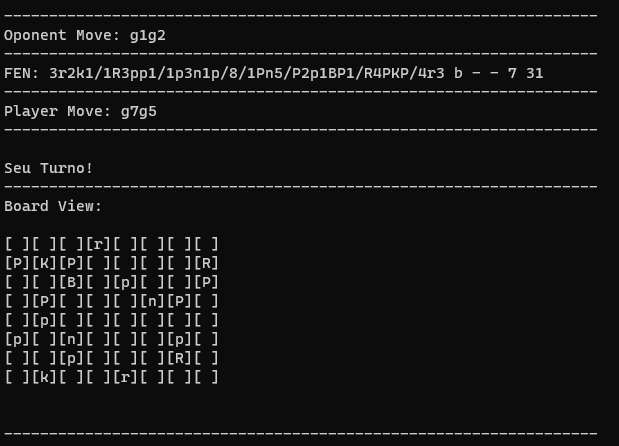 ------------------------------------------------------------------
Oponent Move: g1g2
------------------------------------------------------------------
FEN: 3r2k1/1R3pp1/1p3n1p/8/1Pn5/P2p1BP1/R4PKP/4r3 b - - 7 31
------------------------------------------------------------------
Player Move: g7g5
------------------------------------------------------------------
Seu Turno!
------------------------------------------------------------------
Board View:
[ ][ ][ ][r][ ][ ][ ][ ]
[P][K][P][ ][ ][ ][ ][R]
[ ][ ][B][ ][p][ ][ ][P]
[ ][P][ ][ ][ ][n][P][ ]
[ ][p][ ][ ][ ][ ][ ][ ]
[p][ ][n][ ][ ][ ][p][ ]
[ ][ ][p][ ][ ][ ][R][ ]
[ ][k][ ][ ][r][ ][ ][ ]
------------------------------------------------------------------